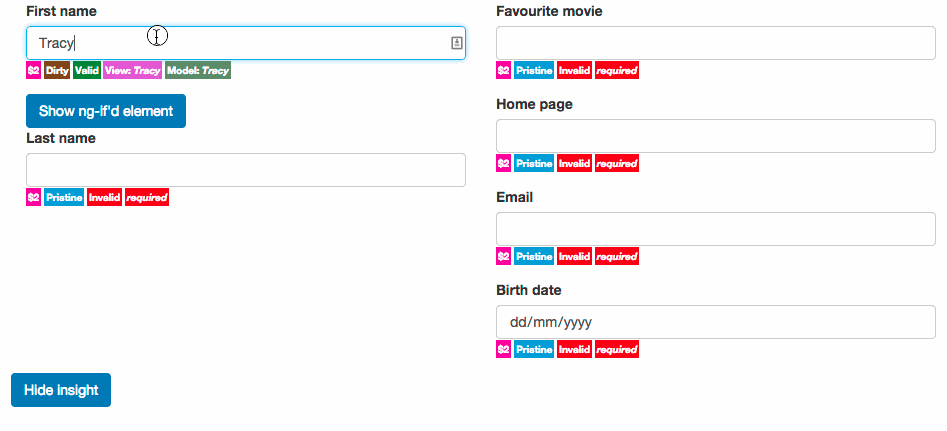 First name
Tracy
$2 Dirty Valid View: Tracy Model: Tracy
Show ng-if'd element
Last name
$2 Pristine Invalid required
Favourite movie
$2 Pristine Invalid required
Home page
$2 Pristine Invalid required
Email
$2 Pristine Invalid required
Birth date
dd/mm/yyyy
$2 Pristine Invalid required
Hide insight